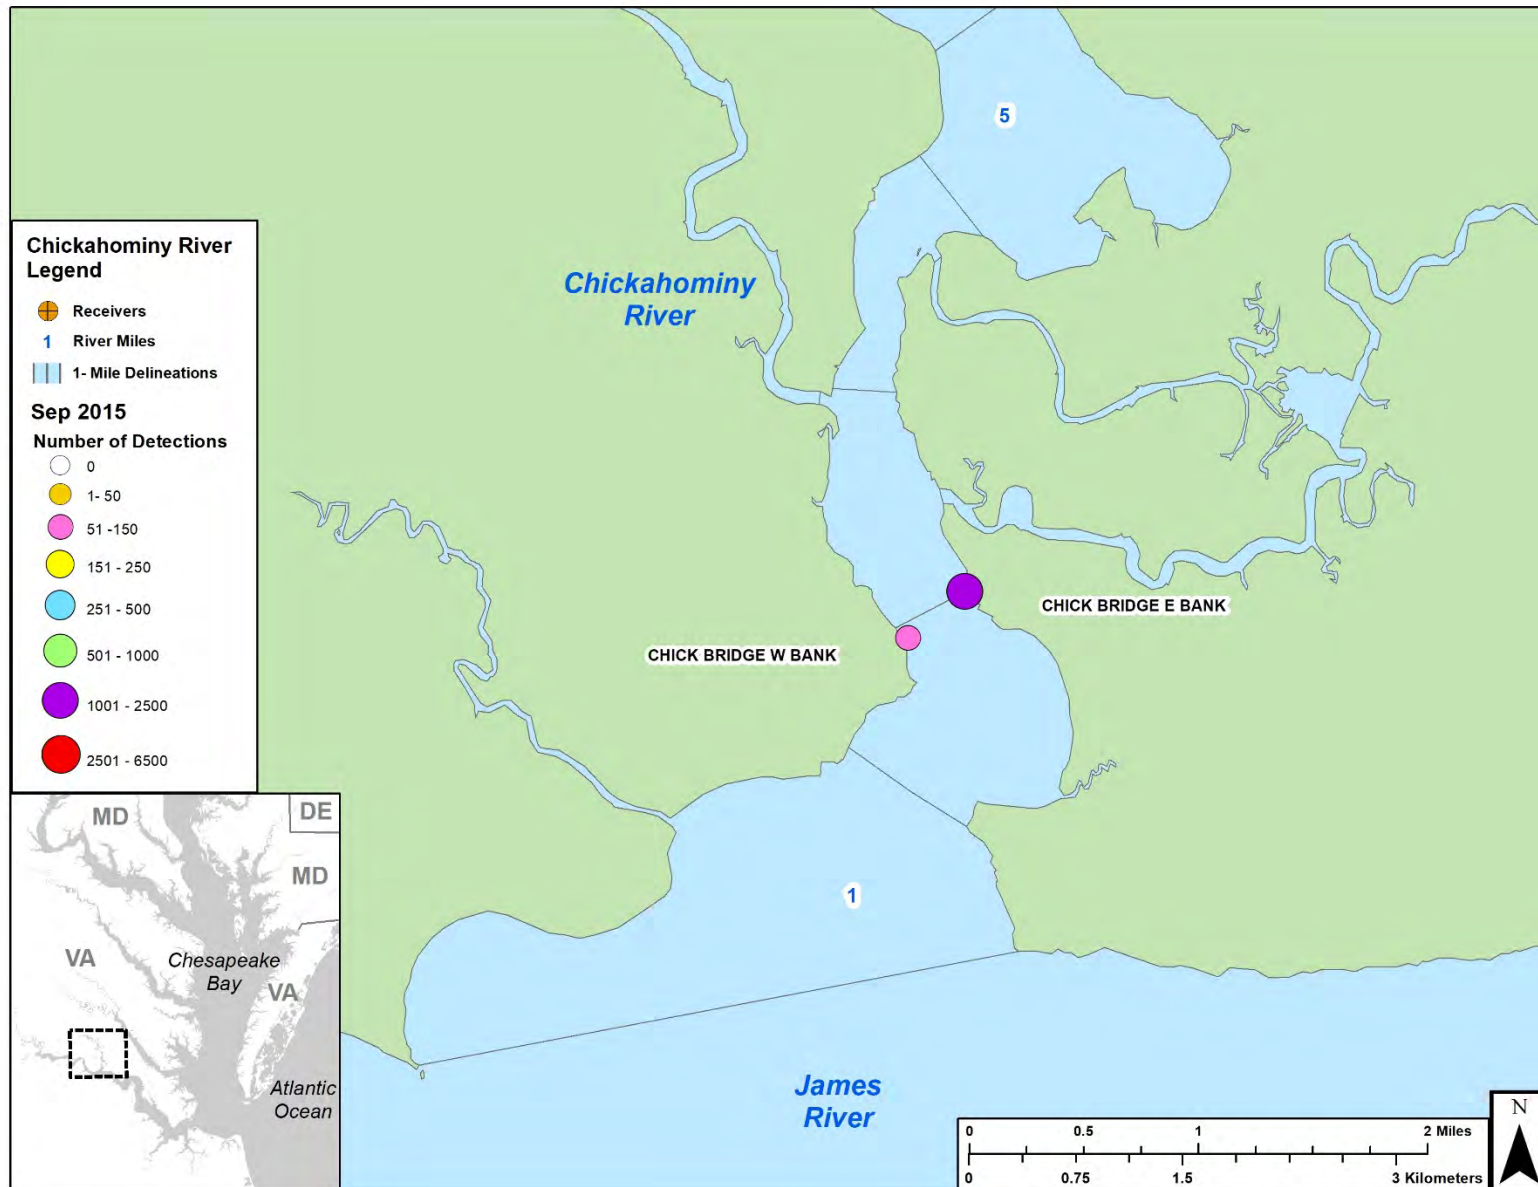 5
Chickahominy
River
Chickahominy River
Legend
Receivers
1 River Miles
1- Mile Delineations
Sep 2015
Number of Detections
0
1- 50
51 -150
151 - 250
251 - 500
501 - 1000
1001 - 2500
2501 - 6500
CHICK BRIDGE E BANK
CHICK BRIDGE W BANK
1
MD
DE
MD
VA
Chesapeake
Bay
VA
Atlantic
Ocean
James
River
0 0.5 1 2 Miles
0 0.75 1.5 3 Kilometers
N